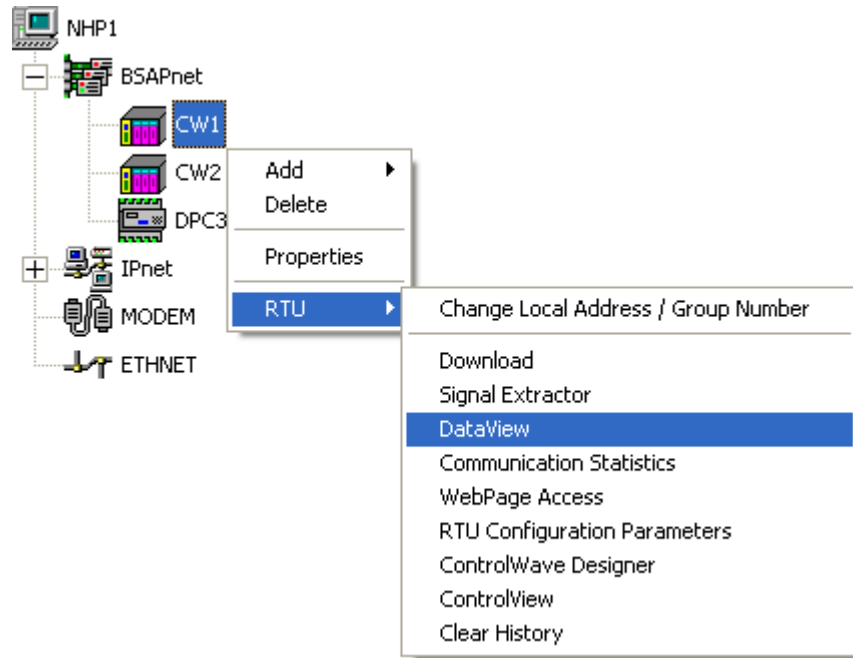 NHP1
BSAPnet
CW1
CW2
DPC3
IPnet
MODEM
ETHNET
Add
Delete
Properties
RTU
Change Local Address / Group Number
Download
Signal Extractor
DataView
Communication Statistics
WebPage Access
RTU Configuration Parameters
ControlWave Designer
ControlView
Clear History